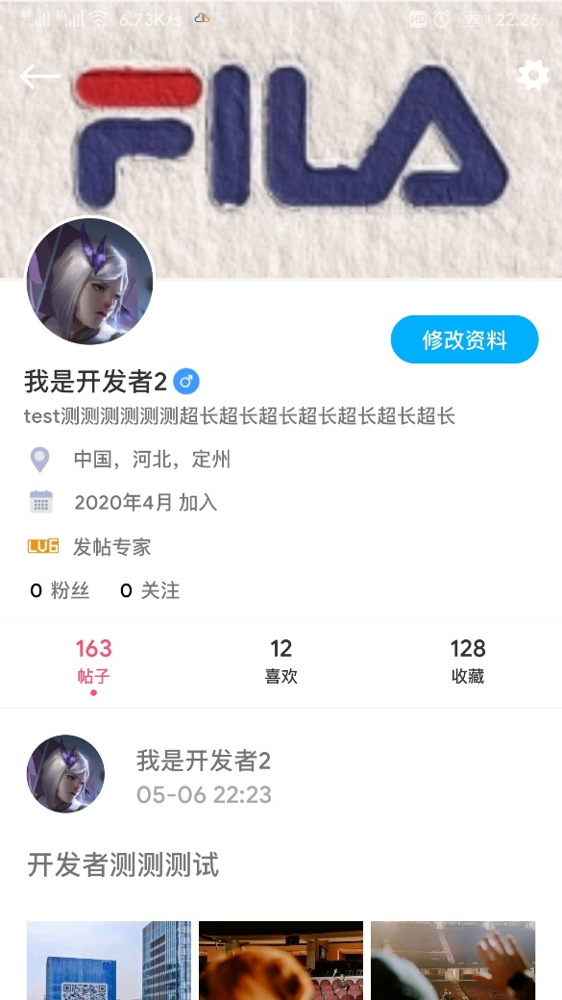 6.73K/s HD 92 22:26
FILA
修改资料
我是开发者2
test测测测测测测超长超长超长超长超长超长超长
中国，河北，定州
2020年4月 加入
LV6 发帖专家
0 粉丝 0 关注
163 12 128
帖子 喜欢 收藏
我是开发者2
05-06 22:23
开发者测测测试